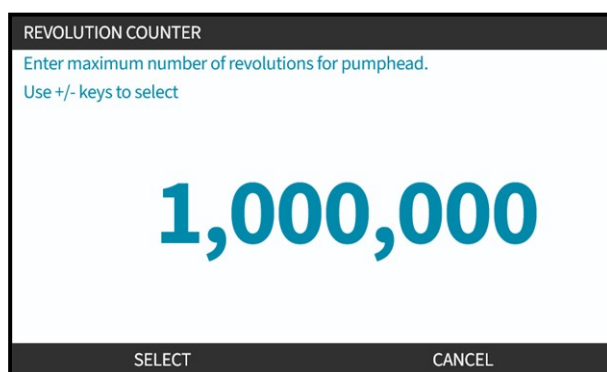 REVOLUTION COUNTER
Enter maximum number of revolutions for pumphead.
Use +/- keys to select
1,000,000
SELECT CANCEL